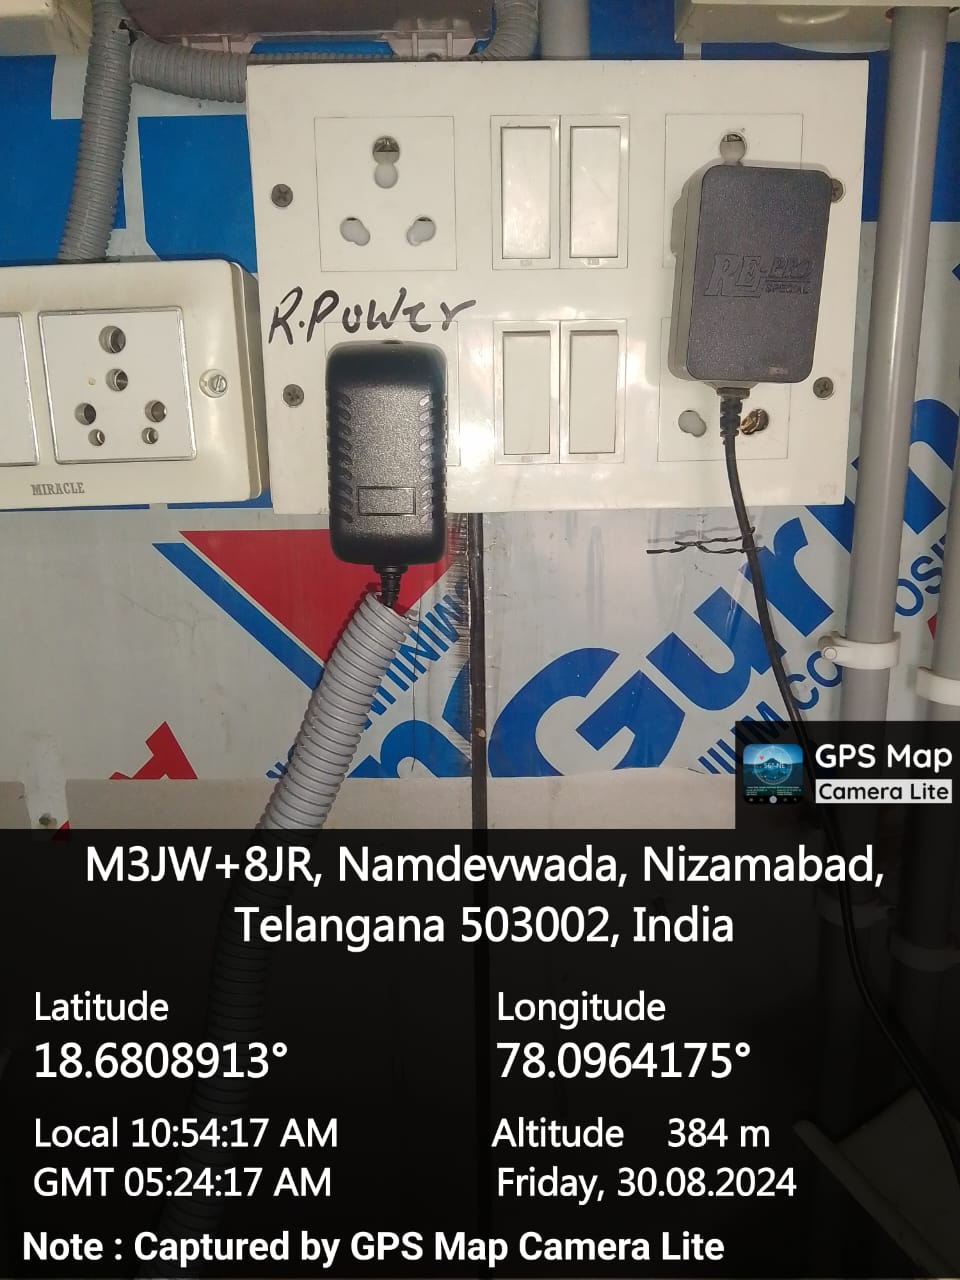 R.Power
RE-PRO
SPECIAL
MIRACLE
Gurin
GPS Map
Camera Lite
M3JW+8JR, Namdevwada, Nizamabad,
Telangana 503002, India
Latitude
18.6808913°
Longitude
78.0964175°
Local 10:54:17 AM
GMT 05:24:17 AM
Altitude 384 m
Friday, 30.08.2024
Note : Captured by GPS Map Camera Lite